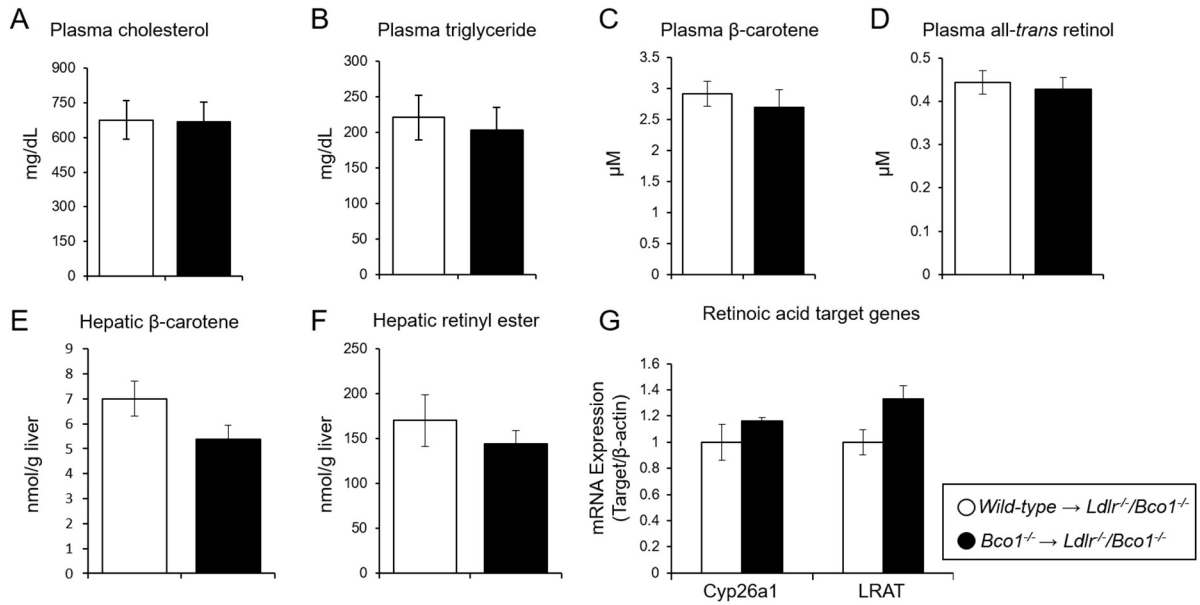 A Plasma cholesterol
mg/dL
900
750
600
450
300
150
0
B Plasma triglyceride
mg/dL
300
250
200
150
100
50
0
C Plasma β-carotene
µM
3.5
3
2.5
2
1.5
1
0.5
0
D Plasma all-trans retinol
µM
0.5
0.4
0.3
0.2
0.1
0
E Hepatic β-carotene
nmol/g liver
9
8
7
6
5
4
3
2
1
0
F Hepatic retinyl ester
nmol/g liver
250
200
150
100
50
0
G Retinoic acid target genes
mRNA Expression
(Target/β-actin)
1.6
1.4
1.2
1
0.8
0.6
0.4
0.2
0
Cyp26a1 LRAT
Wild-type → Ldlr-/-/Bco1-/-
Bco1-/- → Ldlr-/-/Bco1-/-